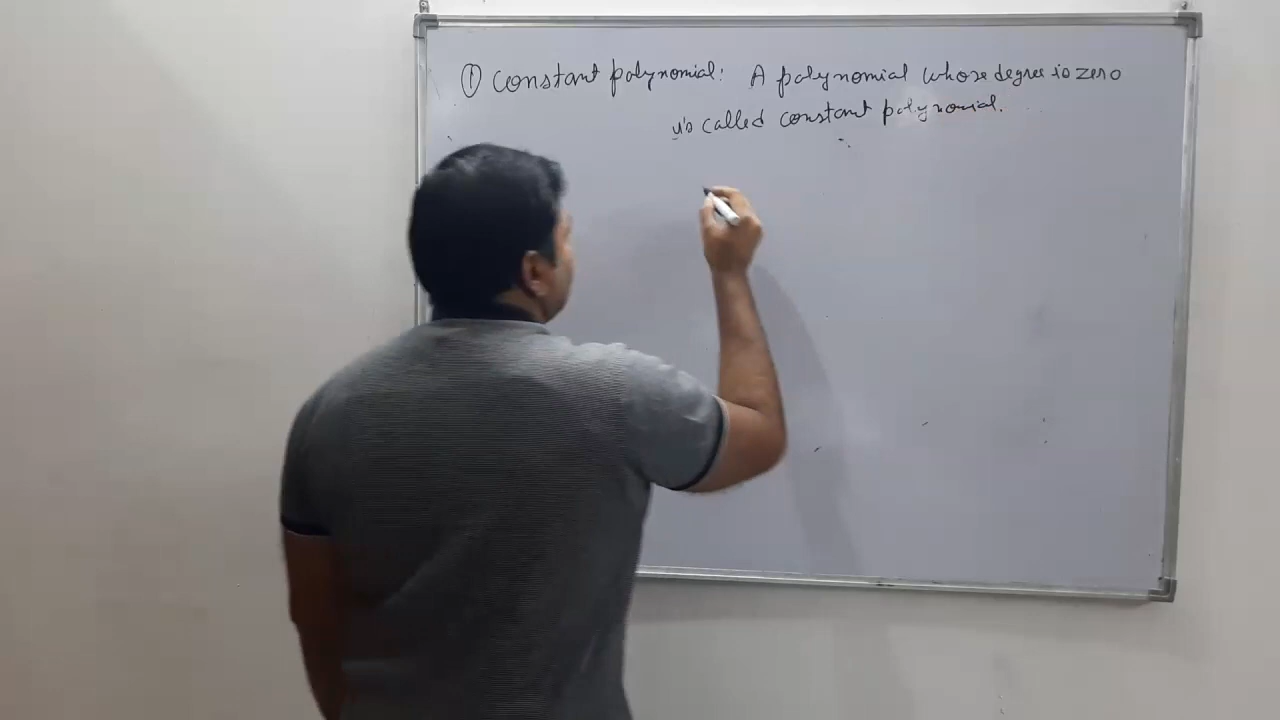 ① Constant polynomial: A polynomial whose degree is zero
is called constant polynomial.